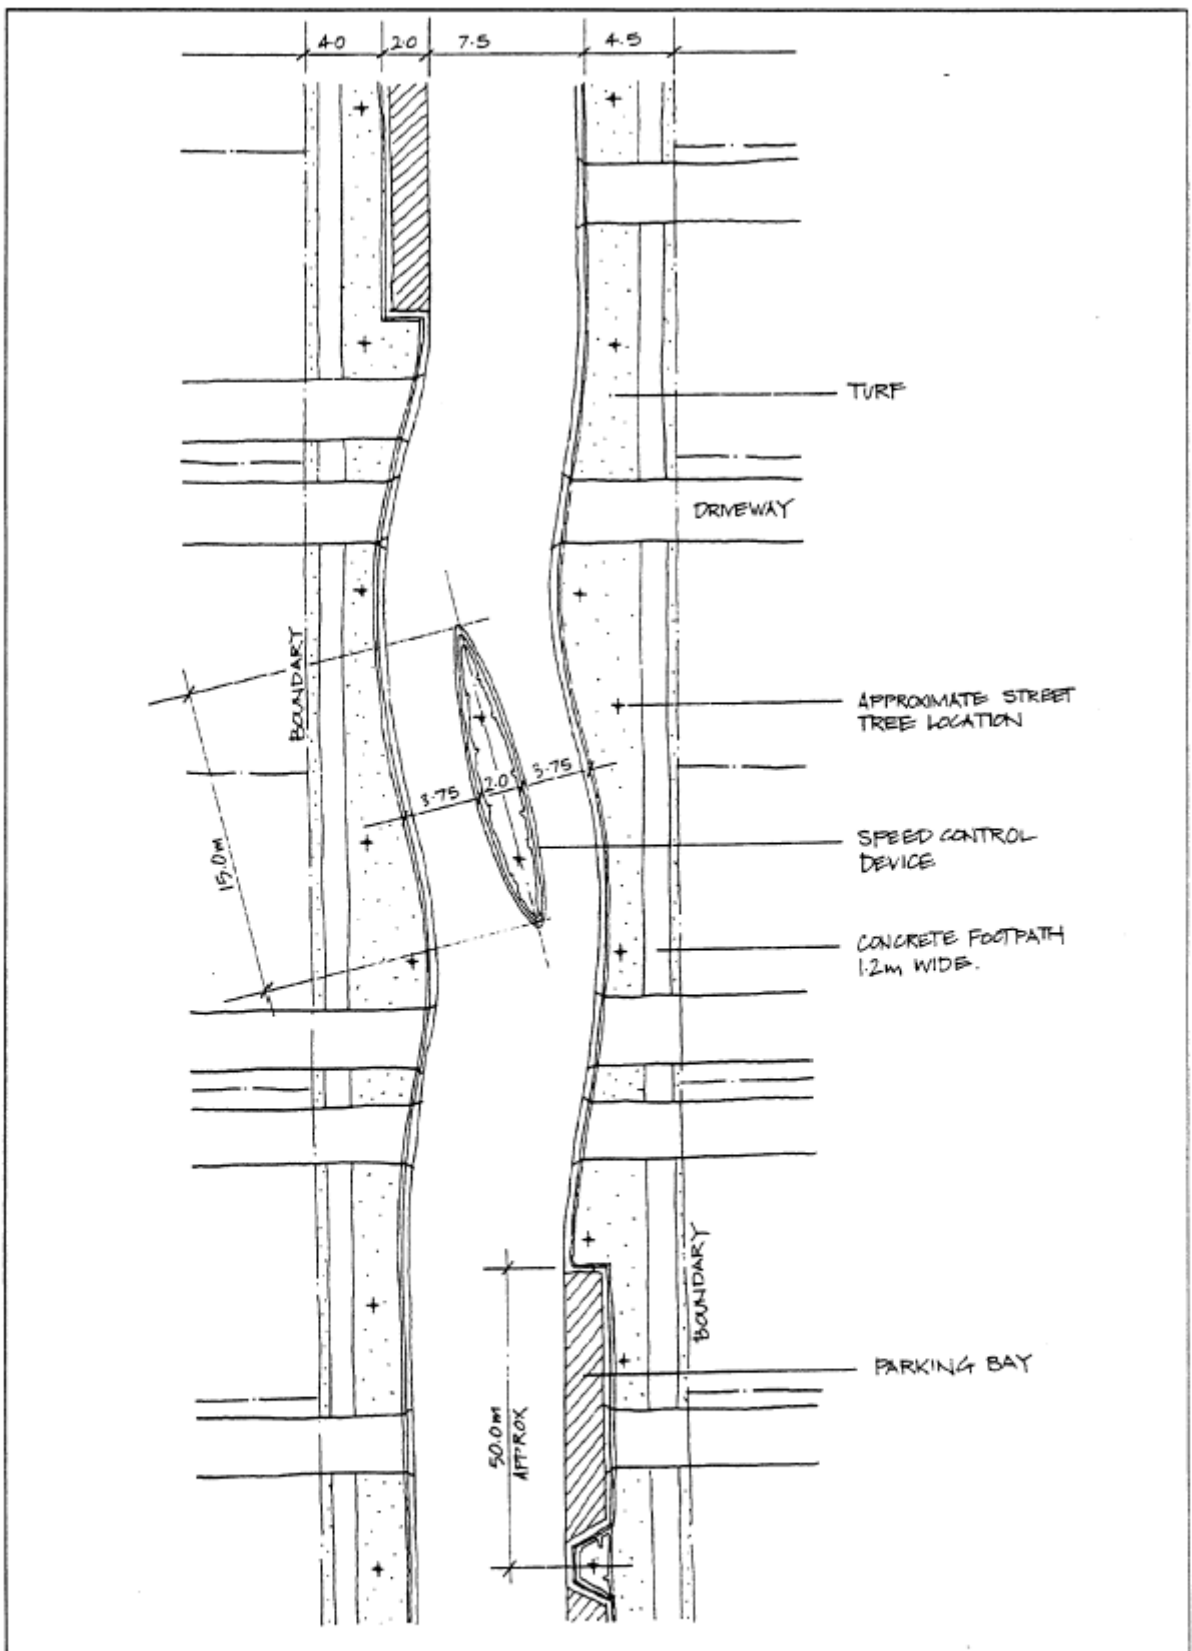 4.0 2.0 7.5 4.5
TURF
DRIVEWAY
BOUNDARY
APPROXIMATE STREET
TREE LOCATION
3.75 2.0 3.75
15.0m
SPEED CONTROL
DEVICE
CONCRETE FOOTPATH
1.2m WIDE.
BOUNDARY
PARKING BAY
50.0m
APPROX